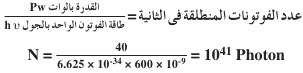 عدد الفوتونات المنطلقة فى الثانية = القدرة بالوات Pw / طاقة الفوتون الواحد بالجول h υ
N = 40 / 6.625 × 10⁻³⁴ × 600 × 10⁻⁹ = 10⁴¹ Photon